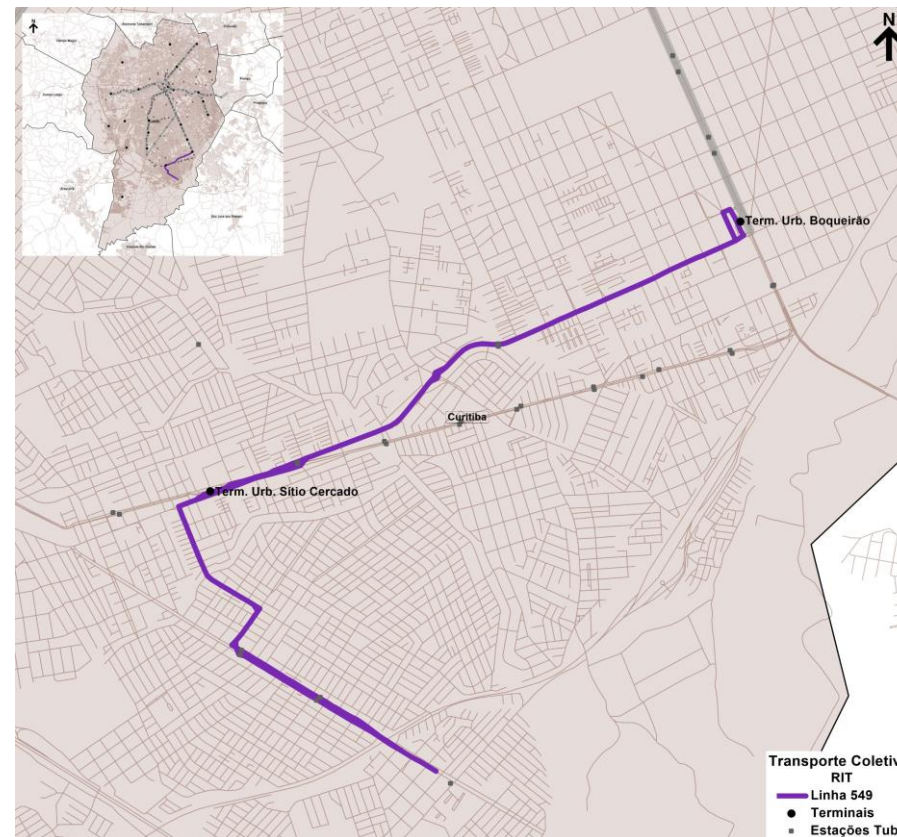 N
N
Term. Urb. Boqueirão
Curitiba
Term. Urb. Sítio Cercado
Transporte Coletiv
RIT
Linha 549
Terminais
Estações Tub